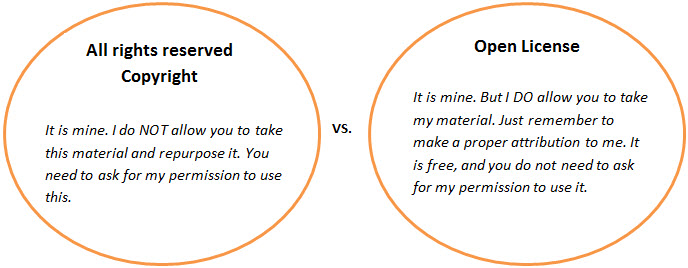 All rights reserved
Copyright
It is mine. I do NOT allow you to take
this material and repurpose it. You
need to ask for my permission to use
this.
vs.
Open License
It is mine. But I DO allow you to take
my material. Just remember to
make a proper attribution to me. It
is free, and you do not need to ask
for my permission to use it.